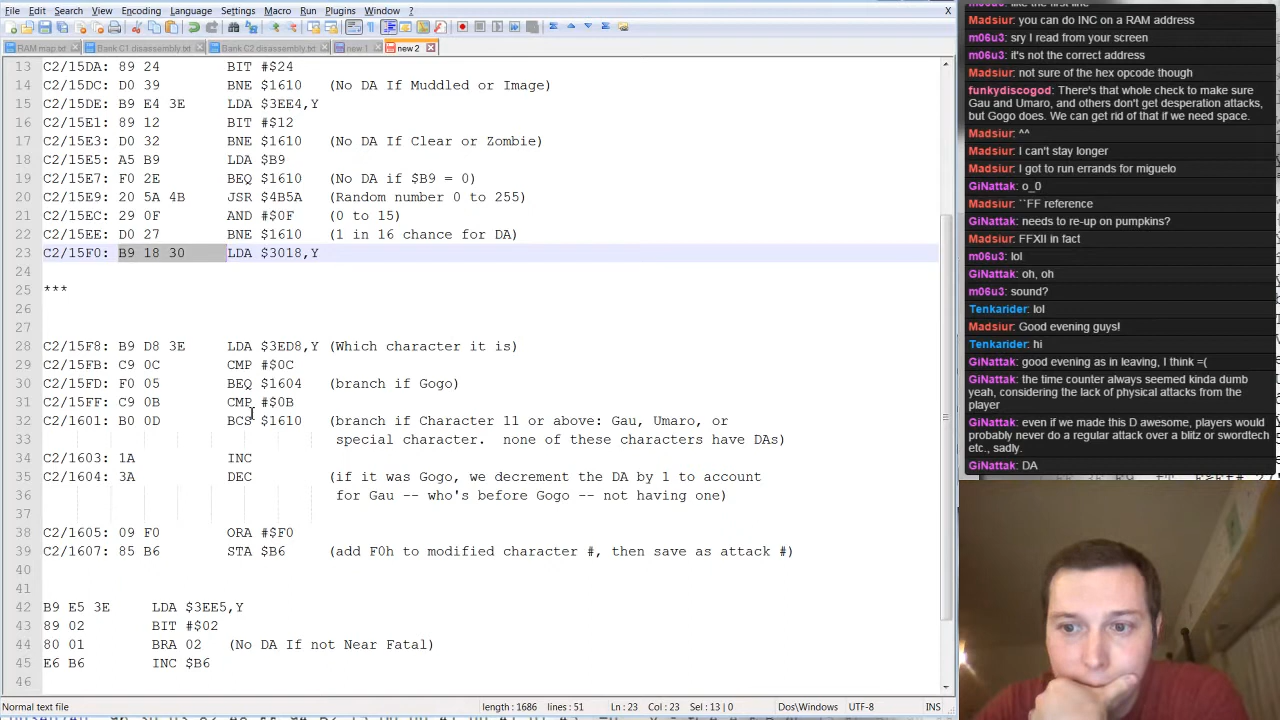 File Edit Search View Encoding Language Settings Macro Run Plugins Window ?
X
RAM map.txt Bank C1 disassembly.txt Bank C2 disassembly.txt new 1 new 2
13 C2/15DA: 89 24 BIT #$24
14 C2/15DC: D0 39 BNE $1610 (No DA If Muddled or Image)
15 C2/15DE: B9 E4 3E LDA $3EE4,Y
16 C2/15E1: 89 12 BIT #$12
17 C2/15E3: D0 32 BNE $1610 (No DA If Clear or Zombie)
18 C2/15E5: A5 B9 LDA $B9
19 C2/15E7: F0 2E BEQ $1610 (No DA if $B9 = 0)
20 C2/15E9: 20 5A 4B JSR $4B5A (Random number 0 to 255)
21 C2/15EC: 29 0F AND #$0F (0 to 15)
22 C2/15EE: D0 27 BNE $1610 (1 in 16 chance for DA)
23 C2/15F0: B9 18 30 LDA $3018,Y
24
25 ***
26
27
28 C2/15F8: B9 D8 3E LDA $3ED8,Y (Which character it is)
29 C2/15FB: C9 0C CMP #$0C
30 C2/15FD: F0 05 BEQ $1604 (branch if Gogo)
31 C2/15FF: C9 0B CMP #$0B
32 C2/1601: B0 0D BCS $1610 (branch if Character 11 or above: Gau, Umaro, or
33 special character. none of these characters have DAs)
34 C2/1603: 1A INC
35 C2/1604: 3A DEC (if it was Gogo, we decrement the DA by 1 to account
36 for Gau -- who's before Gogo -- not having one)
37
38 C2/1605: 09 F0 ORA #$F0
39 C2/1607: 85 B6 STA $B6 (add F0h to modified character #, then save as attack #)
40
41
42 B9 E5 3E LDA $3EE5,Y
43 89 02 BIT #$02
44 80 01 BRA 02 (No DA If not Near Fatal)
45 E6 B6 INC $B6
46
Normal text file length : 1686 lines : 51 Ln : 23 Col : 13 Sel : 13 | 0 Dos\Windows UTF-8 INS
like the first line
Madsiur: you can do INC on a RAM address
m06u3: sry I read from your screen
m06u3: it's not the correct address
Madsiur: not sure of the hex opcode though
funkydiscogod: There's that whole check to make sure
Gau and Umaro, and others don't get desperation attacks,
but Gogo does. We can get rid of that if we need space.
Madsiur: ^^
Madsiur: I can't stay longer
Madsiur: I got to run errands for miguelo
GiNattak: o_0
Madsiur: ``FF reference
GiNattak: needs to re-up on pumpkins?
Madsiur: FFXII in fact
m06u3: lol
GiNattak: oh, oh
m06u3: sound?
Tenkarider: lol
Madsiur: Good evening guys!
Tenkarider: hi
GiNattak: good evening as in leaving, I think =(
GiNattak: the time counter always seemed kinda dumb
yeah, considering the lack of physical attacks from the
player
GiNattak: even if we made this D awesome, players would
probably never do a regular attack over a blitz or swordtech
etc., sadly.
GiNattak: DA